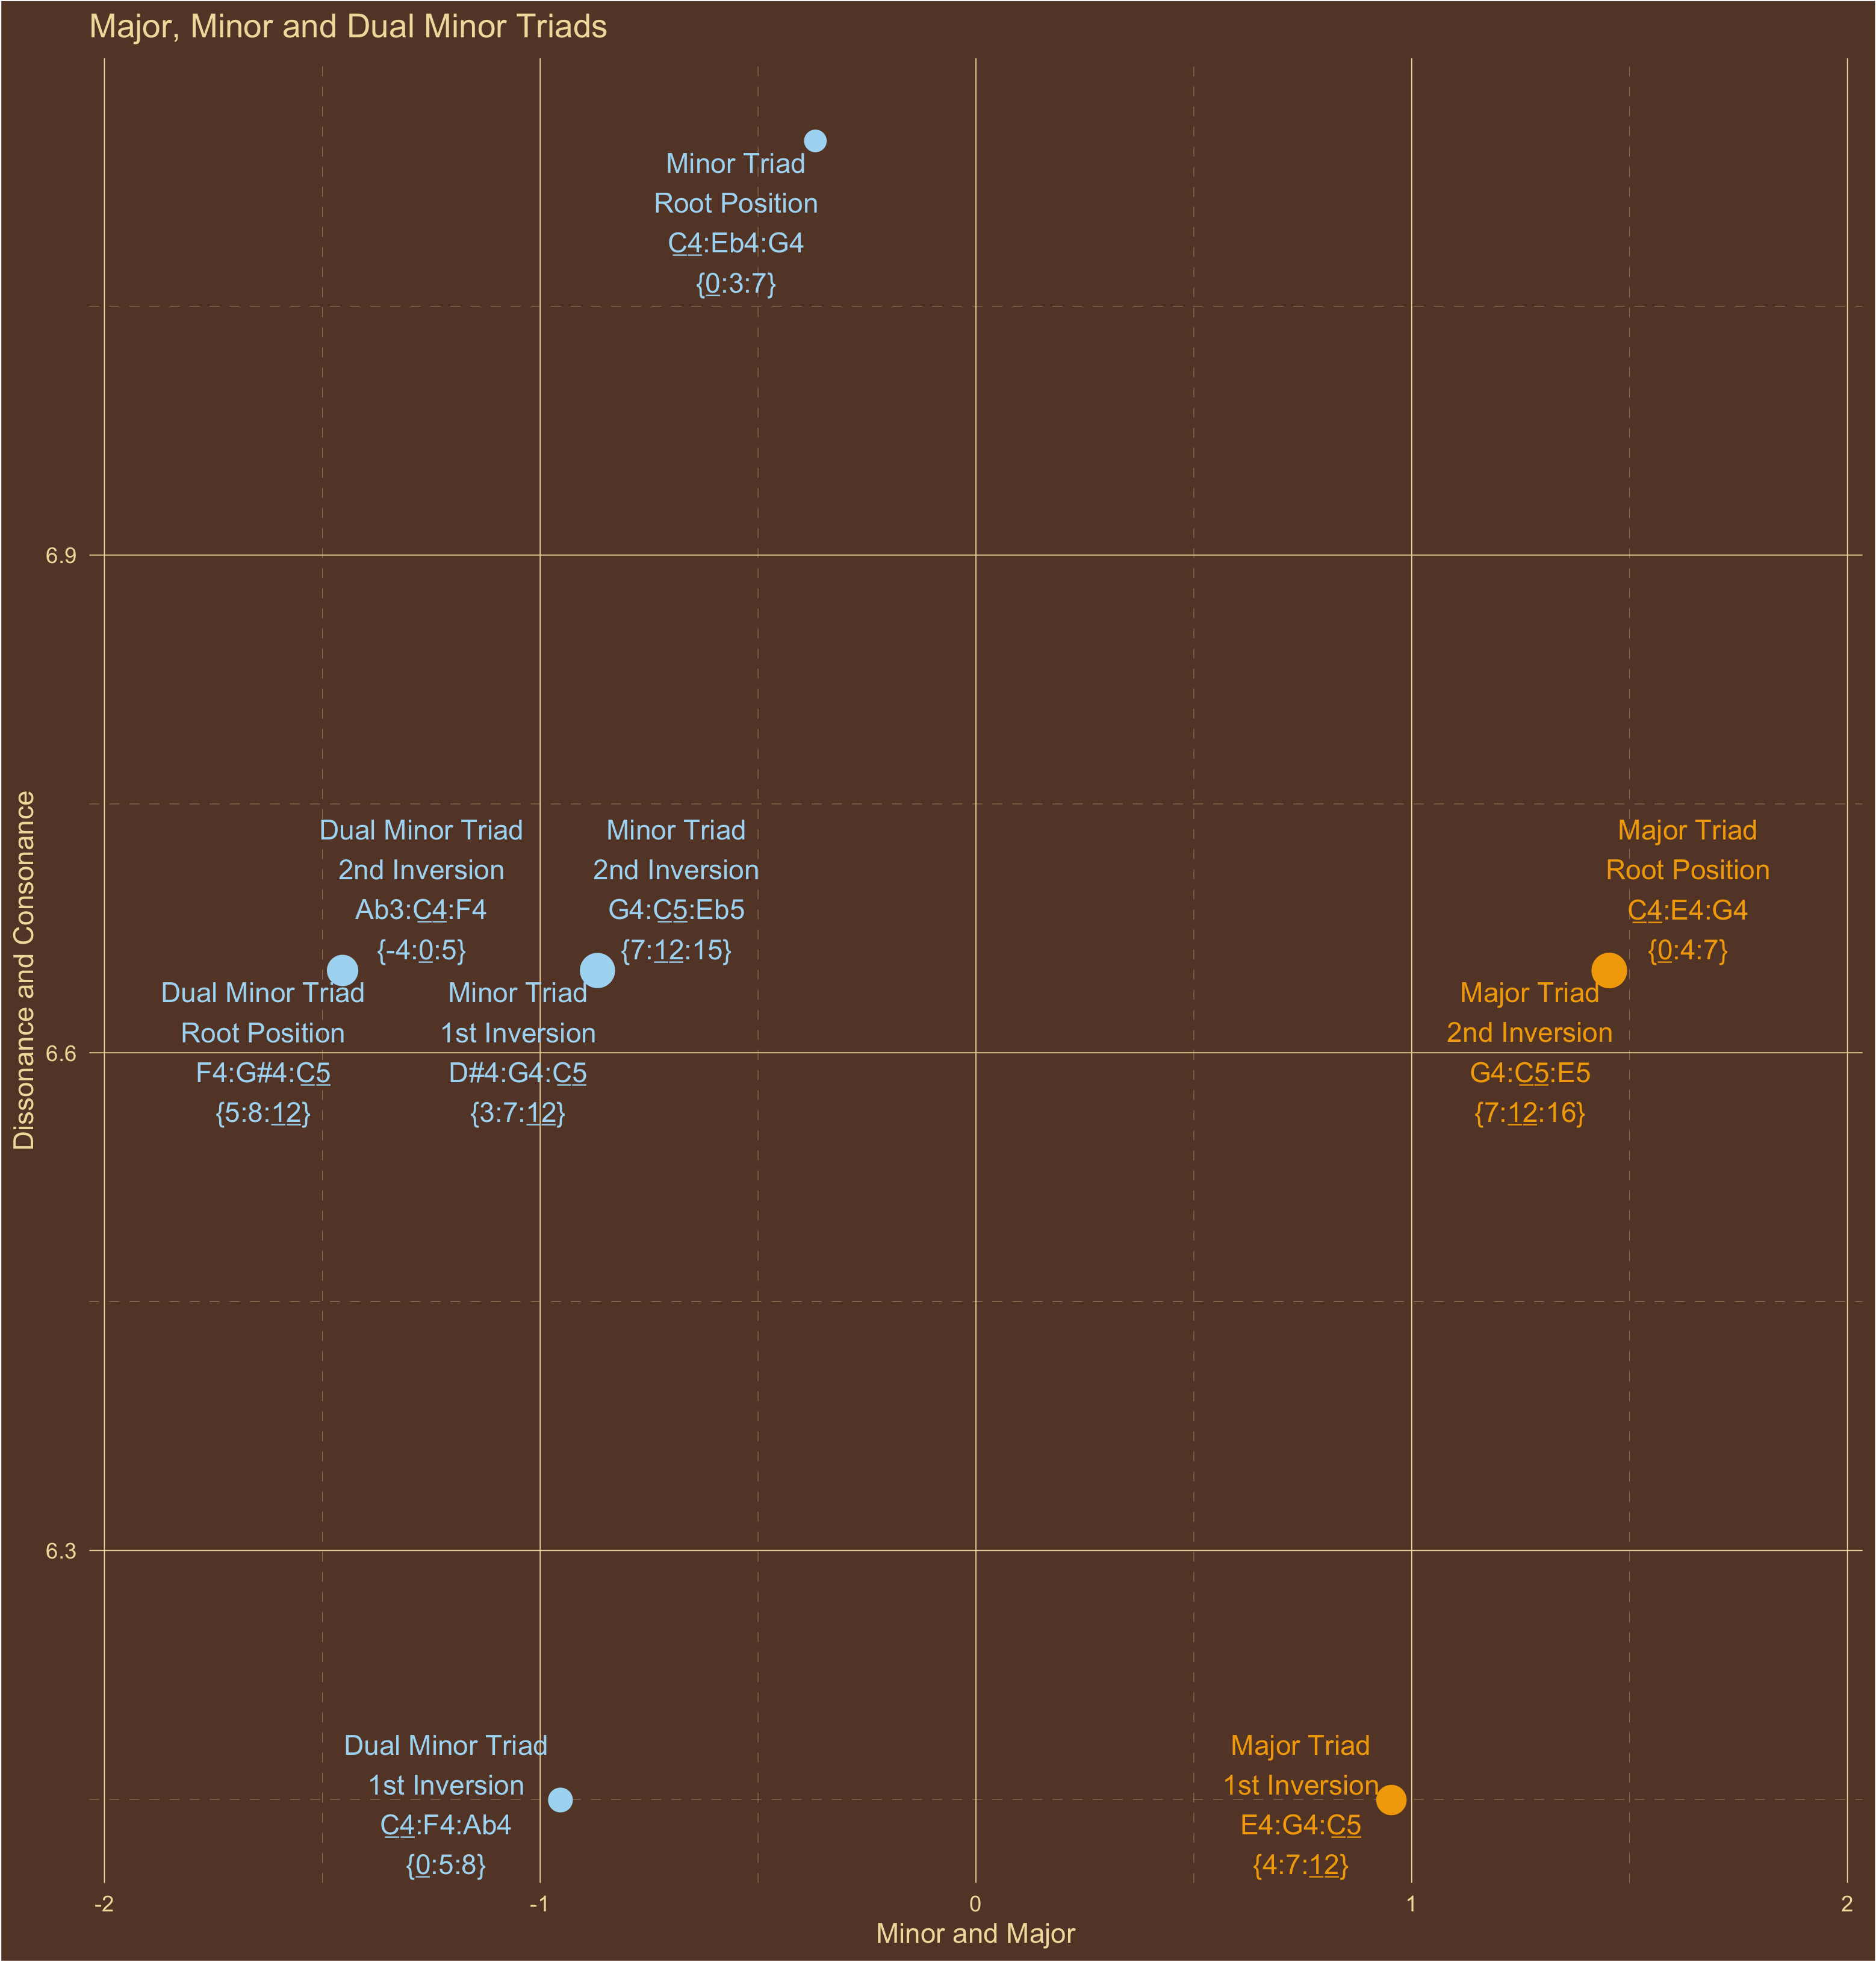 Major, Minor and Dual Minor Triads
Minor Triad
Root Position
C4:Eb4:G4
{0:3:7}
6.9
Dual Minor Triad
2nd Inversion
Ab3:C4:F4
{-4:0:5}
Minor Triad
2nd Inversion
G4:C5:Eb5
{7:12:15}
Major Triad
Root Position
C4:E4:G4
{0:4:7}
Dual Minor Triad
Root Position
F4:G#4:C5
{5:8:12}
Minor Triad
1st Inversion
D#4:G4:C5
{3:7:12}
Major Triad
2nd Inversion
G4:C5:E5
{7:12:16}
6.6
Dissonance and Consonance
6.3
Dual Minor Triad
1st Inversion
C4:F4:Ab4
{0:5:8}
Major Triad
1st Inversion
E4:G4:C5
{4:7:12}
-2 -1 0 1 2
Minor and Major